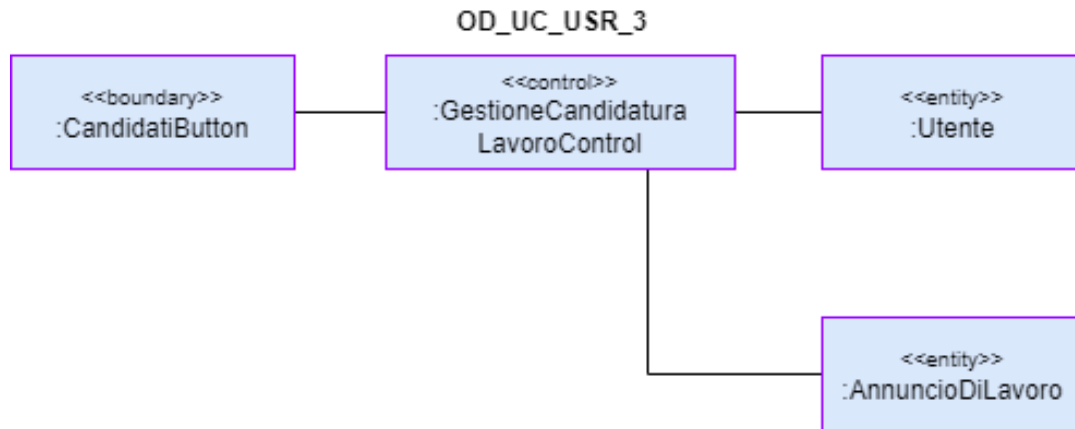 OD_UC_USR_3
<<boundary>>
:CandidatiButton
<<control>>
:GestioneCandidatura
LavoroControl
<<entity>>
:Utente
<<entity>>
:AnnuncioDiLavoro